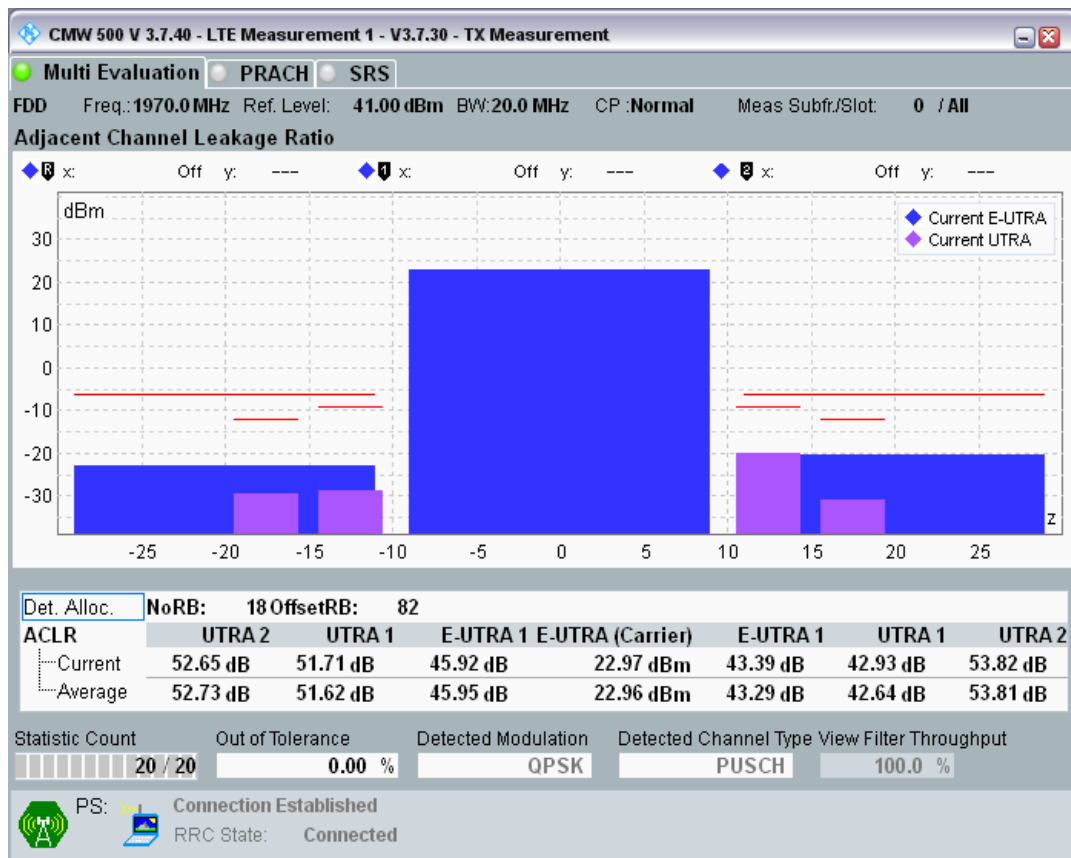 CMW 500 V 3.7.40 - LTE Measurement 1 - V3.7.30 - TX Measurement
Multi Evaluation PRACH SRS
FDD Freq.:1970.0 MHz Ref. Level: 41.00 dBm BW:20.0 MHz CP :Normal Meas Subfr./Slot: 0 / All
Adjacent Channel Leakage Ratio
R x: Off y: --- 1 x: Off y: --- 2 x: Off y: ---
dBm
Current E-UTRA
Current UTRA
30
20
10
0
-10
-20
-30
z
-25 -20 -15 -10 -5 0 5 10 15 20 25
Det. Alloc. NoRB: 18 OffsetRB: 82
ACLR UTRA 2 UTRA 1 E-UTRA 1 E-UTRA (Carrier) E-UTRA 1 UTRA 1 UTRA 2
Current 52.65 dB 51.71 dB 45.92 dB 22.97 dBm 43.39 dB 42.93 dB 53.82 dB
Average 52.73 dB 51.62 dB 45.95 dB 22.96 dBm 43.29 dB 42.64 dB 53.81 dB
Statistic Count Out of Tolerance Detected Modulation Detected Channel Type View Filter Throughput
20 / 20 0.00 % QPSK PUSCH 100.0 %
PS: Connection Established
RRC State: Connected